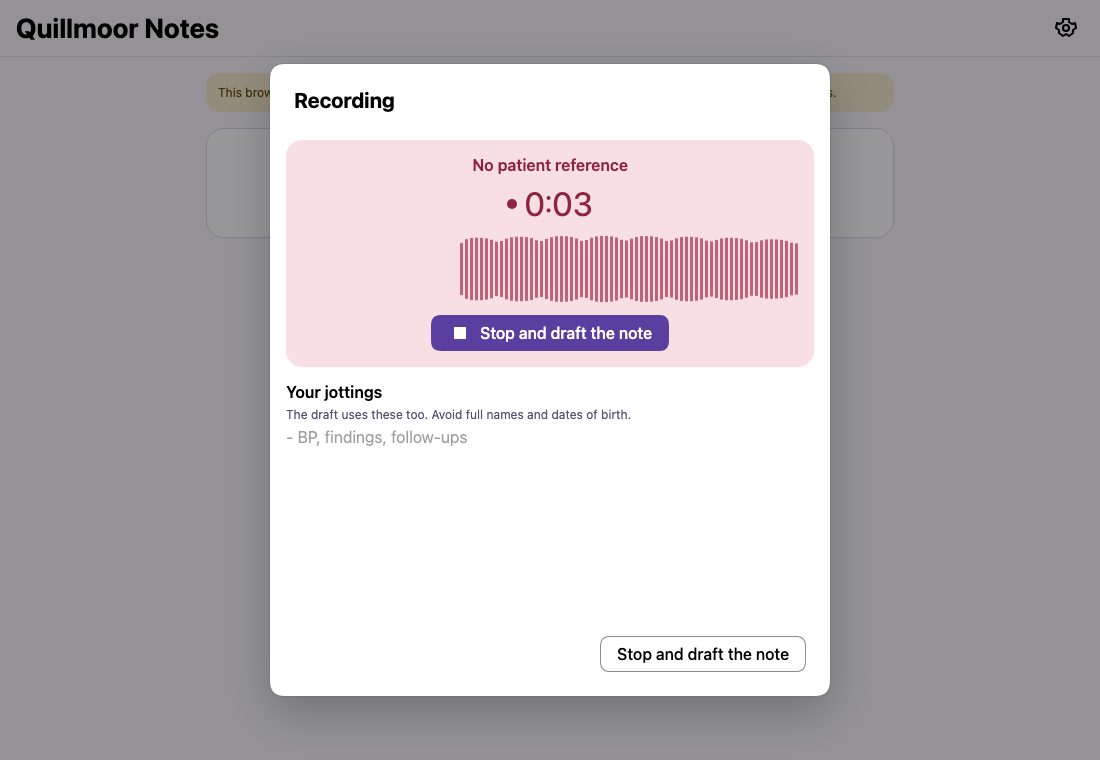 Quillmoor Notes
This brow
s.
Recording
No patient reference
• 0:03
Stop and draft the note
Your jottings
The draft uses these too. Avoid full names and dates of birth.
- BP, findings, follow-ups
Stop and draft the note